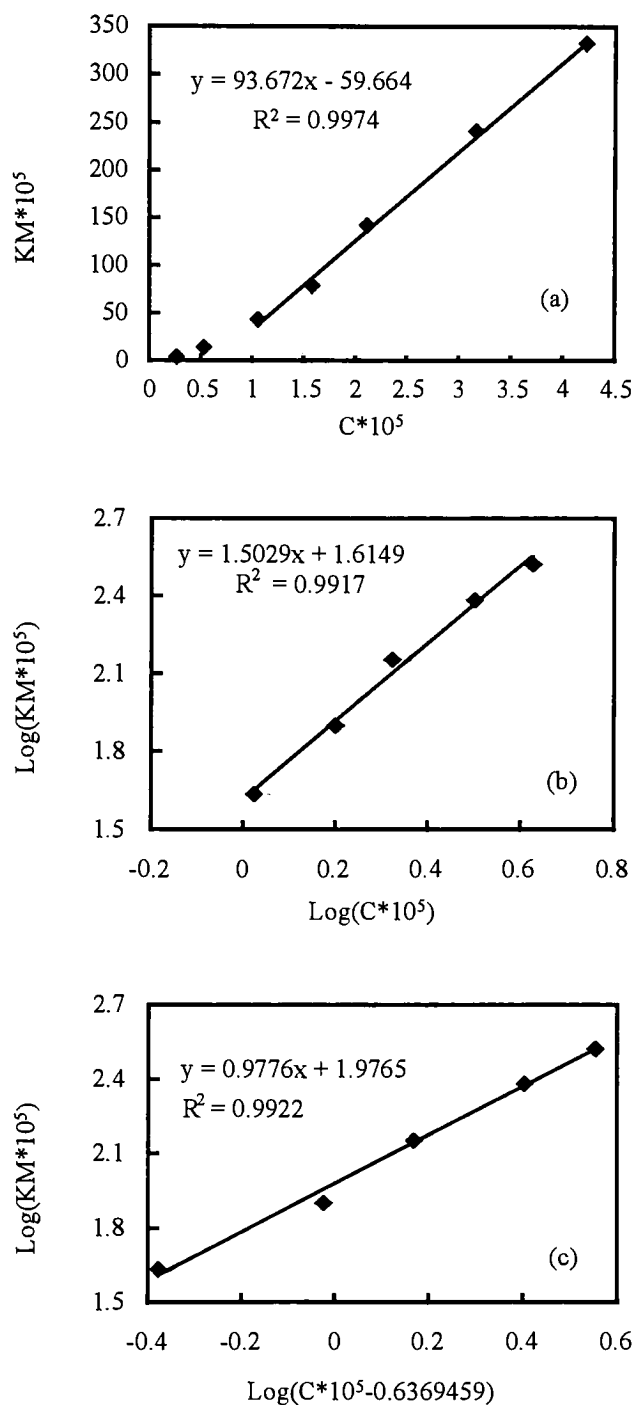 350
300
250
200
150
100
50
0
KM*10⁵
y = 93.672x - 59.664
R² = 0.9974
(a)
0 0.5 1 1.5 2 2.5 3 3.5 4 4.5
C*10⁵
2.7
2.4
2.1
1.8
1.5
Log(KM*10⁵)
y = 1.5029x + 1.6149
R² = 0.9917
(b)
-0.2 0 0.2 0.4 0.6 0.8
Log(C*10⁵)
2.7
2.4
2.1
1.8
1.5
Log(KM*10⁵)
y = 0.9776x + 1.9765
R² = 0.9922
(c)
-0.4 -0.2 0 0.2 0.4 0.6
Log(C*10⁵-0.6369459)